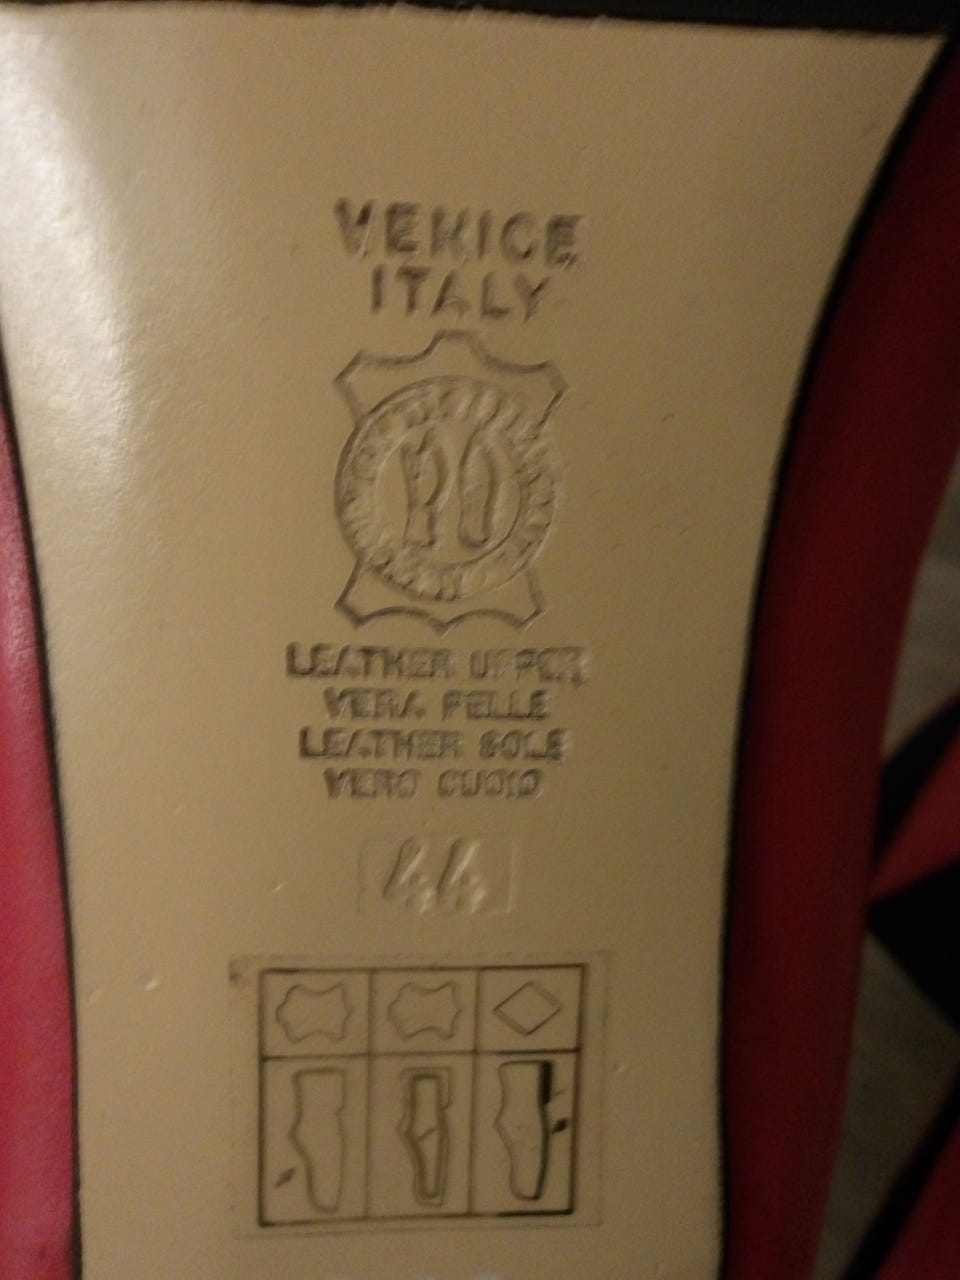 VENICE
ITALY
LEATHER UPPER
VERA PELLE
LEATHER SOLE
VERO CUOIO
44